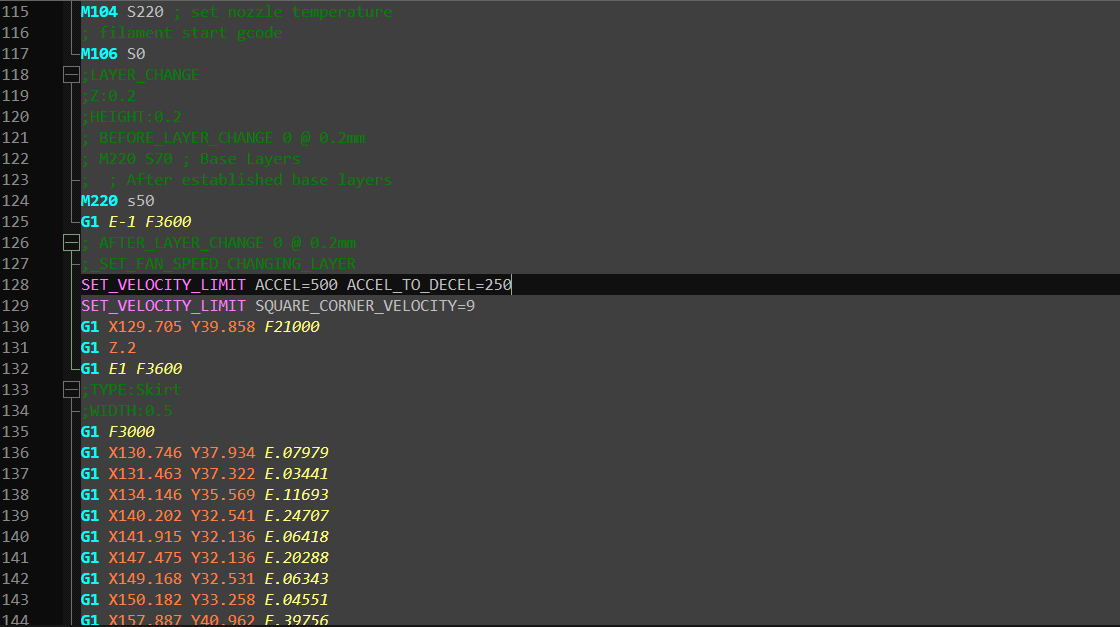 115 M104 S220 ; set nozzle temperature
116 ; filament start gcode
117 M106 S0
118 ;LAYER_CHANGE
119 ;Z:0.2
120 ;HEIGHT:0.2
121 ; BEFORE_LAYER_CHANGE 0 @ 0.2mm
122 ; M220 S70 ; Base Layers
123 ;  ; After established base layers
124 M220 s50
125 G1 E-1 F3600
126 ; AFTER_LAYER_CHANGE 0 @ 0.2mm
127 ;_SET_FAN_SPEED_CHANGING_LAYER
128 SET_VELOCITY_LIMIT ACCEL=500 ACCEL_TO_DECEL=250
129 SET_VELOCITY_LIMIT SQUARE_CORNER_VELOCITY=9
130 G1 X129.705 Y39.858 F21000
131 G1 Z.2
132 G1 E1 F3600
133 ;TYPE:Skirt
134 ;WIDTH:0.5
135 G1 F3000
136 G1 X130.746 Y37.934 E.07979
137 G1 X131.463 Y37.322 E.03441
138 G1 X134.146 Y35.569 E.11693
139 G1 X140.202 Y32.541 E.24707
140 G1 X141.915 Y32.136 E.06418
141 G1 X147.475 Y32.136 E.20288
142 G1 X149.168 Y32.531 E.06343
143 G1 X150.182 Y33.258 E.04551
144 G1 X157.887 Y40.962 E.39756